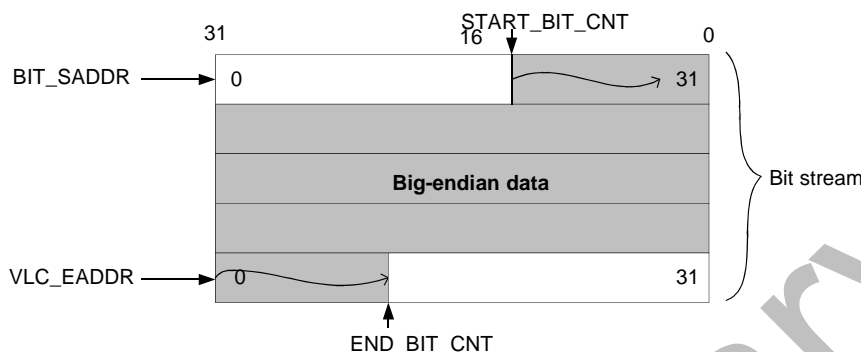 START_BIT_CNT
31 16 0
BIT_SADDR 0 31
Big-endian data
Bit stream
VLC_EADDR 0 31
END_BIT_CNT